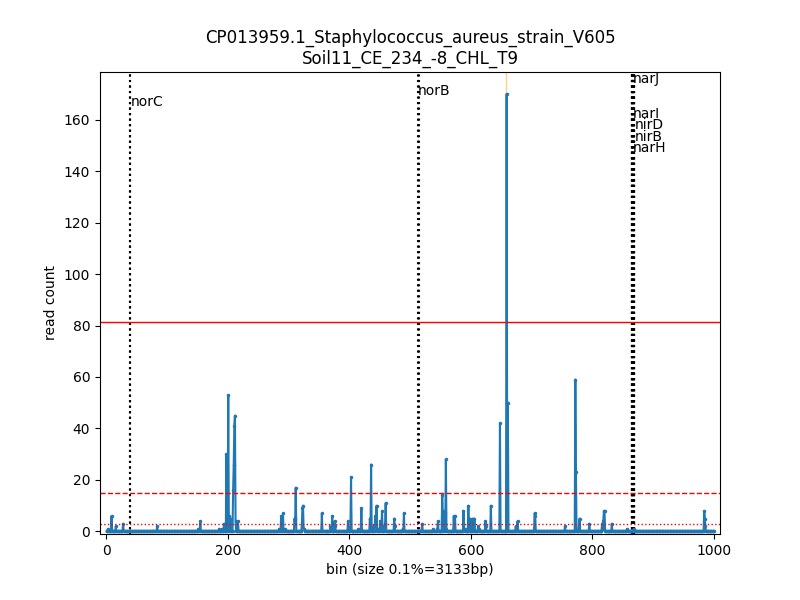 CP013959.1_Staphylococcus_aureus_strain_V605
Soil11_CE_234_-8_CHL_T9
narJ
norB
norC
narI
nirD
nirB
narH
read count
160
140
120
100
80
60
40
20
0
0 200 400 600 800 1000
bin (size 0.1%=3133bp)